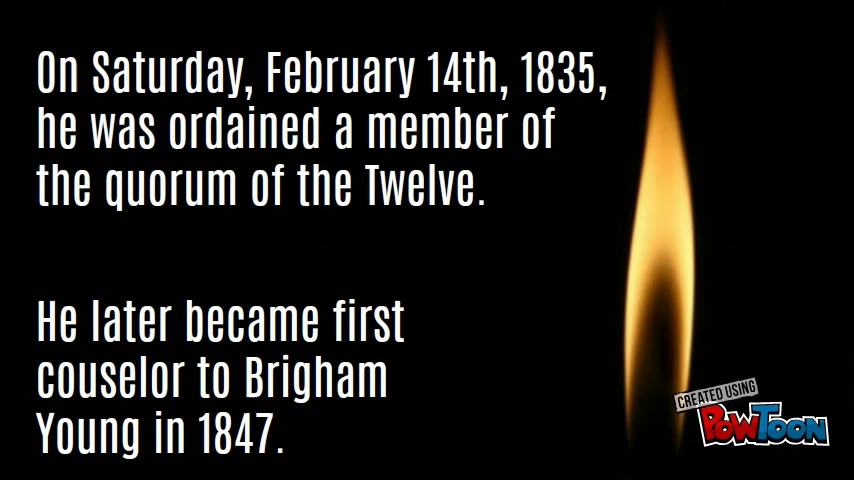 On Saturday, February 14th, 1835,
he was ordained a member of
the quorum of the Twelve.
He later became first
couselor to Brigham
Young in 1847.
CREATED USING
POWTOON